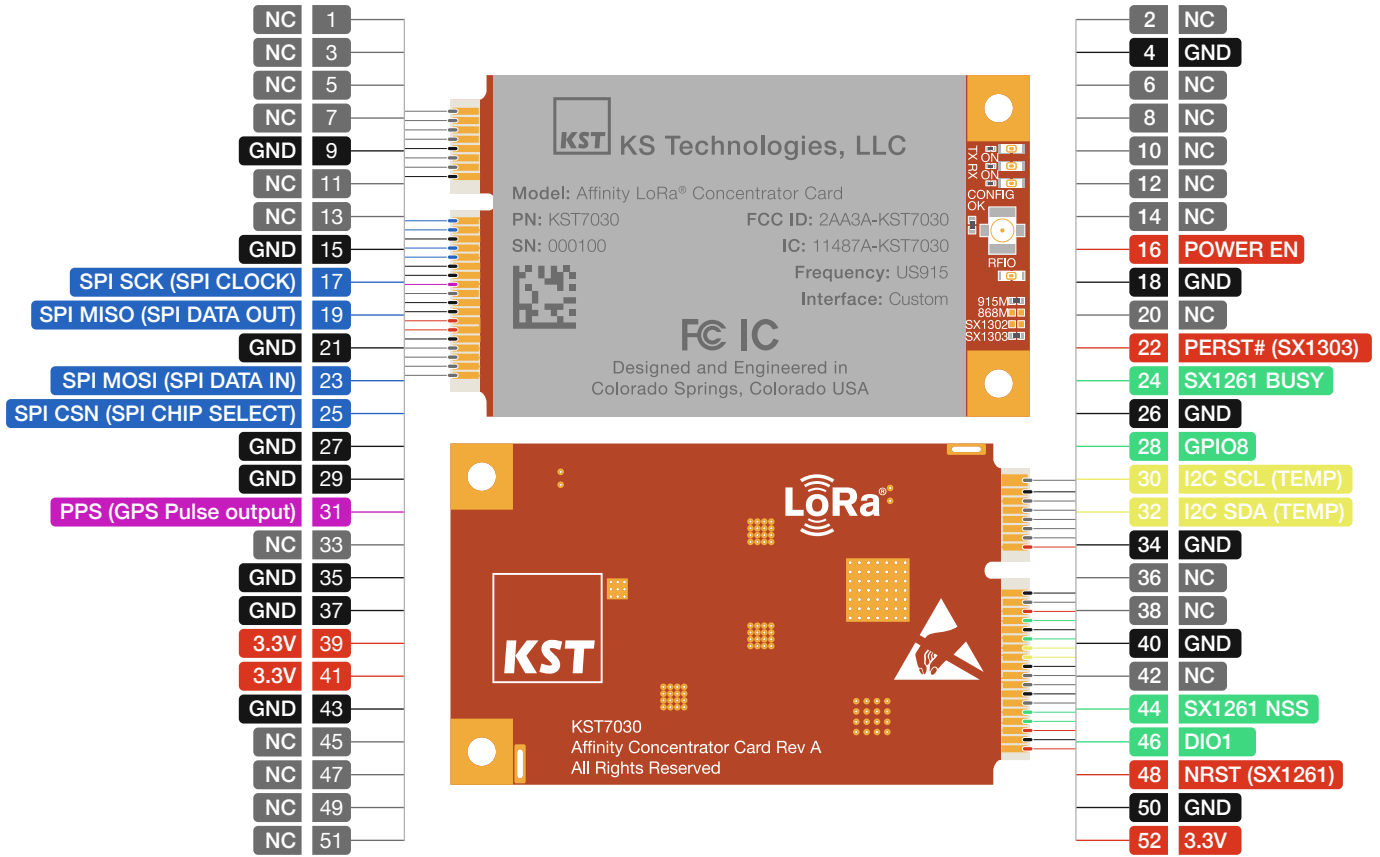 NC 1
NC 3
NC 5
NC 7
GND 9
NC 11
NC 13
GND 15
SPI SCK (SPI CLOCK) 17
SPI MISO (SPI DATA OUT) 19
GND 21
SPI MOSI (SPI DATA IN) 23
SPI CSN (SPI CHIP SELECT) 25
GND 27
GND 29
PPS (GPS Pulse output) 31
NC 33
GND 35
GND 37
3.3V 39
3.3V 41
GND 43
NC 45
NC 47
NC 49
NC 51
KST KS Technologies, LLC
Model: Affinity LoRa® Concentrator Card
PN: KST7030 FCC ID: 2AA3A-KST7030
SN: 000100 IC: 11487A-KST7030
Frequency: US915
Interface: Custom
FC IC
Designed and Engineered in
Colorado Springs, Colorado USA
TX RX
ON
ON
CONFIG
OK
RFIO
915M
868M
SX1302
SX1303
LoRa®
KST
KST7030
Affinity Concentrator Card Rev A
All Rights Reserved
2 NC
4 GND
6 NC
8 NC
10 NC
12 NC
14 NC
16 POWER EN
18 GND
20 NC
22 PERST# (SX1303)
24 SX1261 BUSY
26 GND
28 GPIO8
30 I2C SCL (TEMP)
32 I2C SDA (TEMP)
34 GND
36 NC
38 NC
40 GND
42 NC
44 SX1261 NSS
46 DIO1
48 NRST (SX1261)
50 GND
52 3.3V